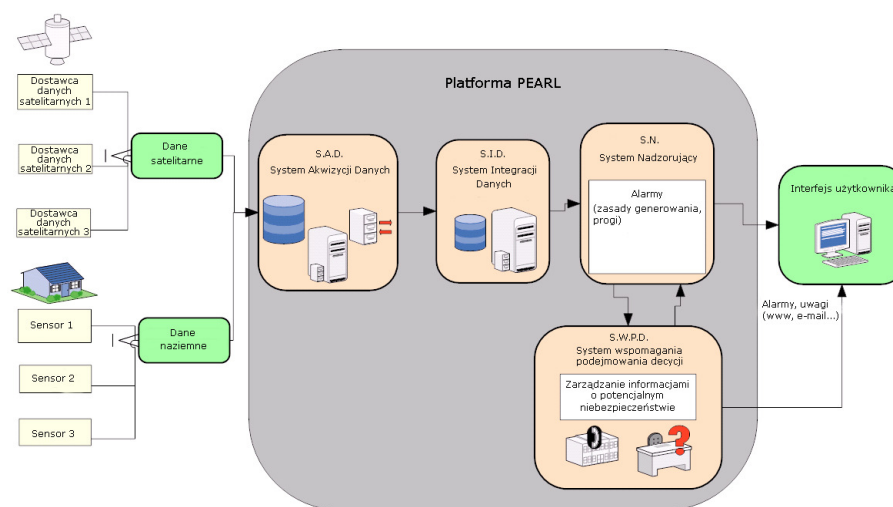 Dostawca
danych
satelitarnych 1
Dostawca
danych
satelitarnych 2
Dostawca
danych
satelitarnych 3
Dane
satelitarne
Sensor 1
Sensor 2
Sensor 3
Dane
naziemne
Platforma PEARL
S.A.D.
System Akwizycji Danych
S.I.D.
System Integracji
Danych
S.N.
System Nadzorujący
Alarmy
(zasady generowania,
progi)
S.W.P.D.
System wspomagania
podejmowania decycji
Zarządzanie informacjami
o potencjalnym
niebezpieczeństwie
?
Interfejs użytkownika
Alarmy, uwagi
(www, e-mail...)